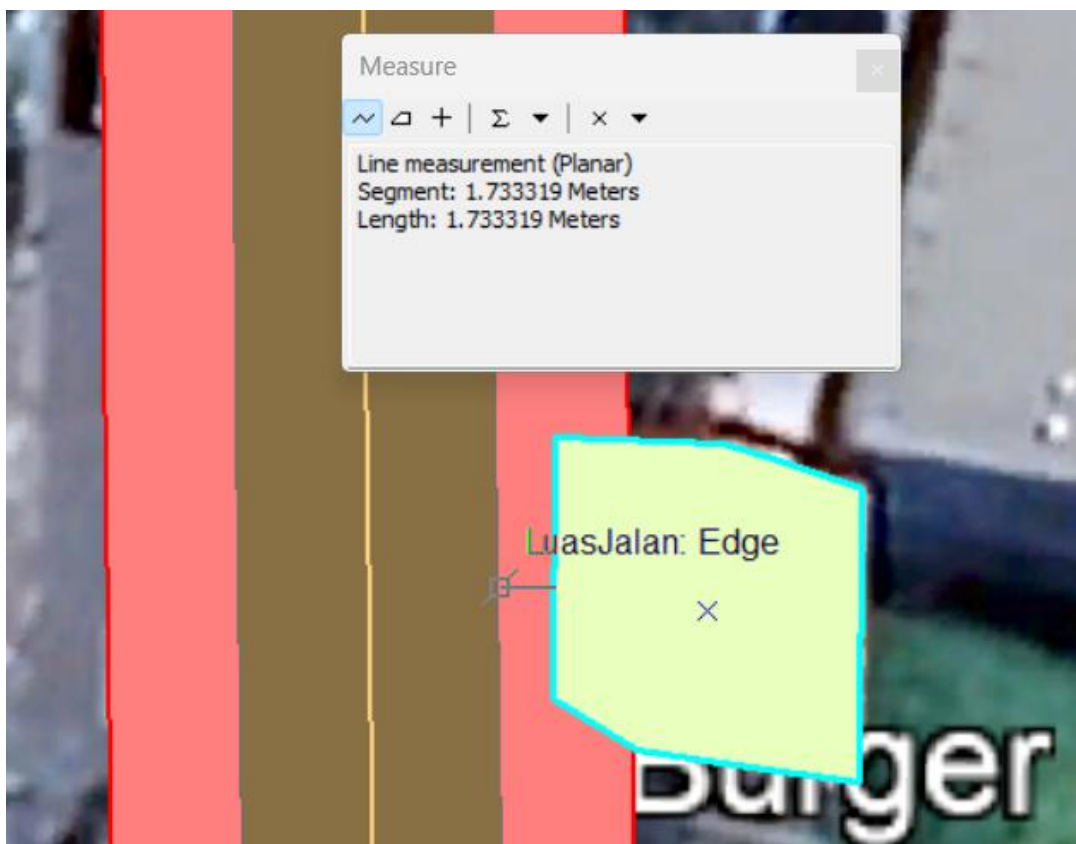 Measure
Line measurement (Planar)
Segment: 1.733319 Meters
Length: 1.733319 Meters
LuasJalan: Edge
Burger